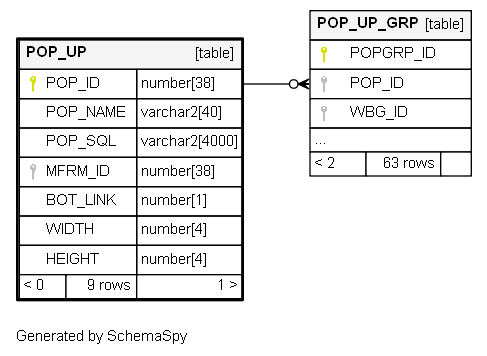 POP_UP [table]
POP_ID number[38]
POP_NAME varchar2[40]
POP_SQL varchar2[4000]
MFRM_ID number[38]
BOT_LINK number[1]
WIDTH number[4]
HEIGHT number[4]
< 0 9 rows 1 >
POP_UP_GRP [table]
POPGRP_ID
POP_ID
WBG_ID
...
< 2 63 rows
Generated by SchemaSpy